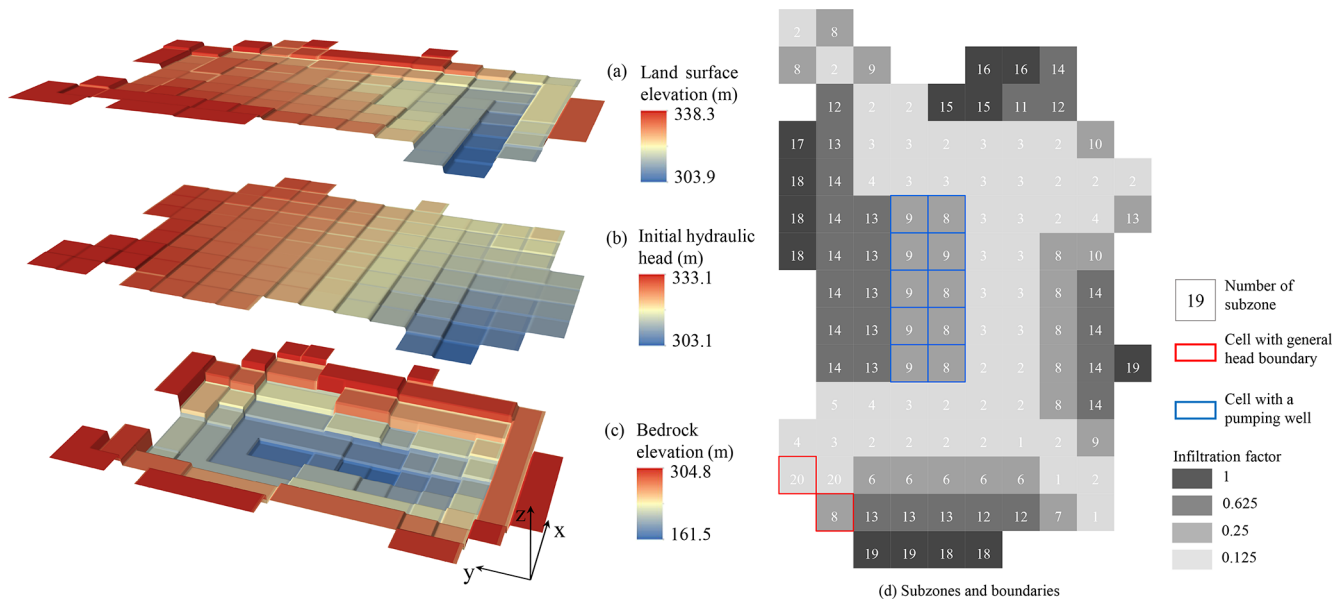 (a) Land surface
elevation (m)
338.3
303.9
(b) Initial hydraulic
head (m)
333.1
303.1
(c) Bedrock
elevation (m)
304.8
161.5
z
x
y
2 8
8 2 9 16 16 14
12 2 2 15 15 11 12
17 13 3 3 2 3 3 2 10
18 14 4 3 3 3 3 2 2 2
18 14 13 9 8 3 3 2 4 13
18 14 13 9 9 3 3 8 10
14 13 9 8 3 3 8 14
14 13 9 8 3 3 8 14
14 13 9 8 2 2 8 14 19
5 4 3 2 2 2 8 14
4 3 2 2 2 2 1 2 9
20 20 6 6 6 6 6 1 2
8 13 13 13 12 12 7 1
19 19 18 18
(d) Subzones and boundaries
19
Number of
subzone
Cell with general
head boundary
Cell with a
pumping well
Infiltration factor
1
0.625
0.25
0.125